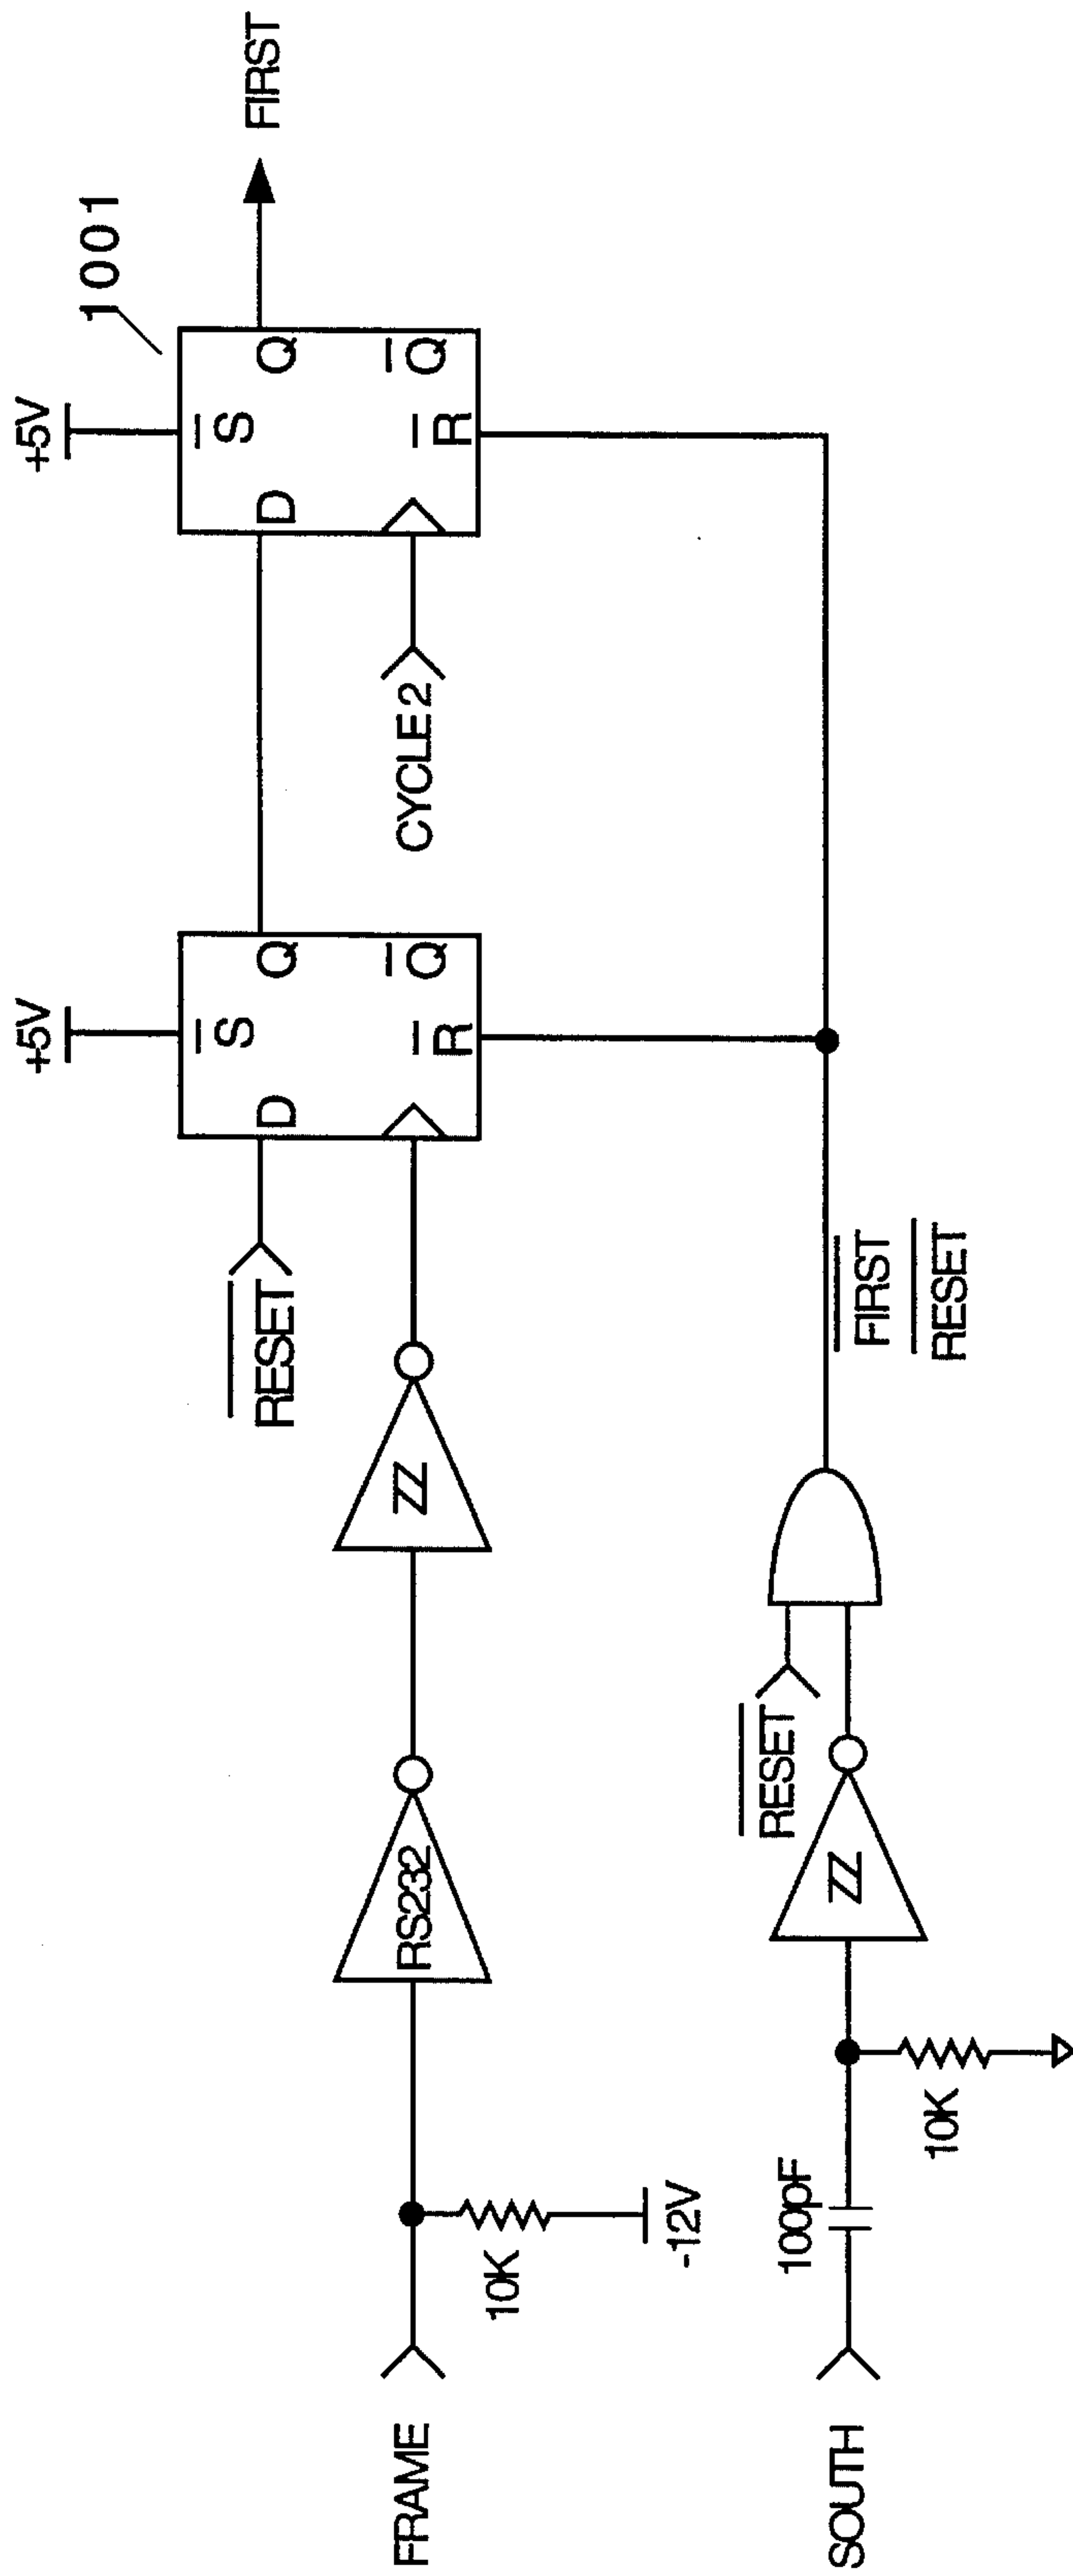 +5V
+5V
1001
S
S
D
Q
D
Q
FIRST
RESET
R
Q
R
Q
FRAME
RS232
ZZ
CYCLE2
10K
-12V
RESET
100pF
SOUTH
ZZ
FIRST
RESET
10K